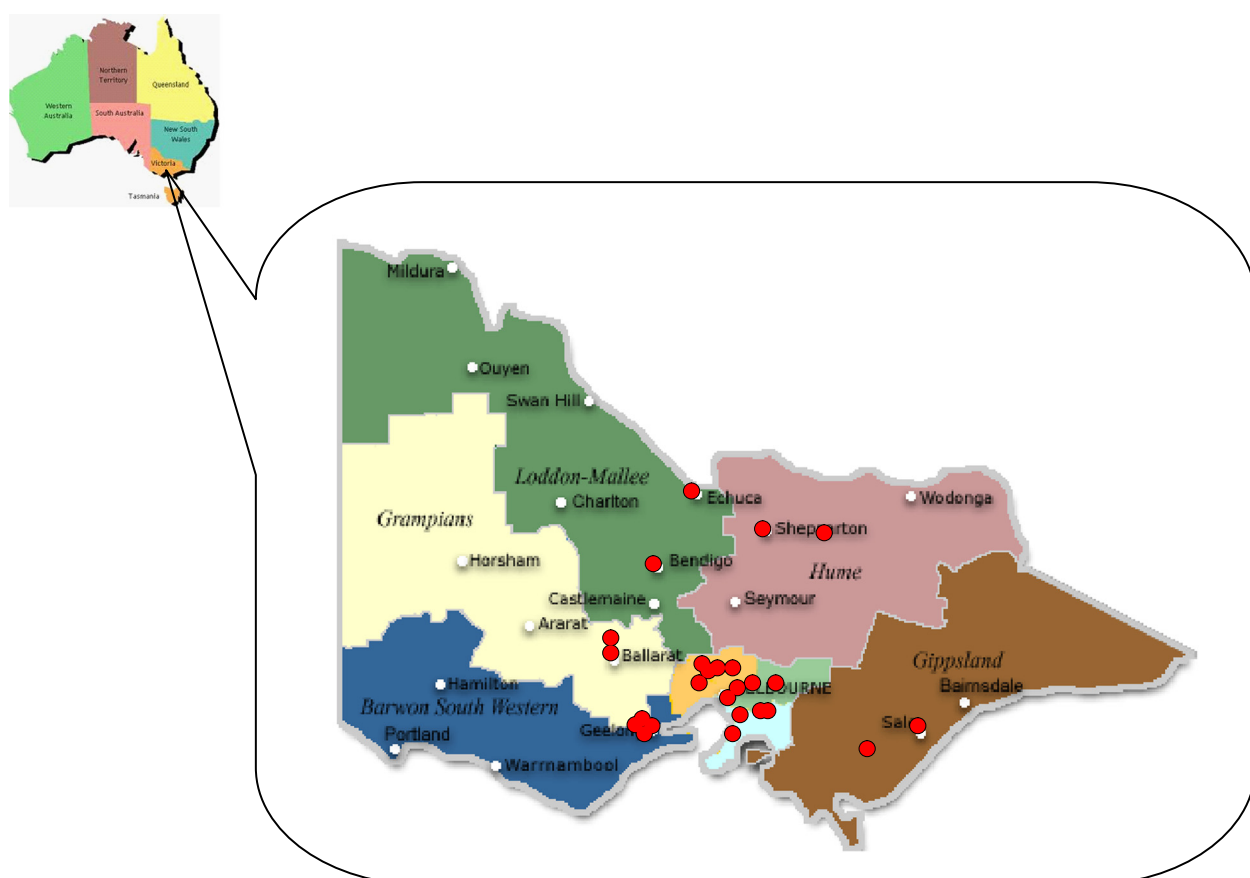 Northern
Territory
Queensland
Western
Australia
South Australia
New South
Wales
Victoria
Tasmania
Mildura
Ouyen
Swan Hill
Loddon-Mallee
Echuca
Wodonga
Charlton
Grampians
Horsham
Bendigo
Hume
Castlemaine
Seymour
Ararat
Ballarat
Gippsland
Hamilton
Bairnsdale
Barwon South Western
Portland
Warrnambool